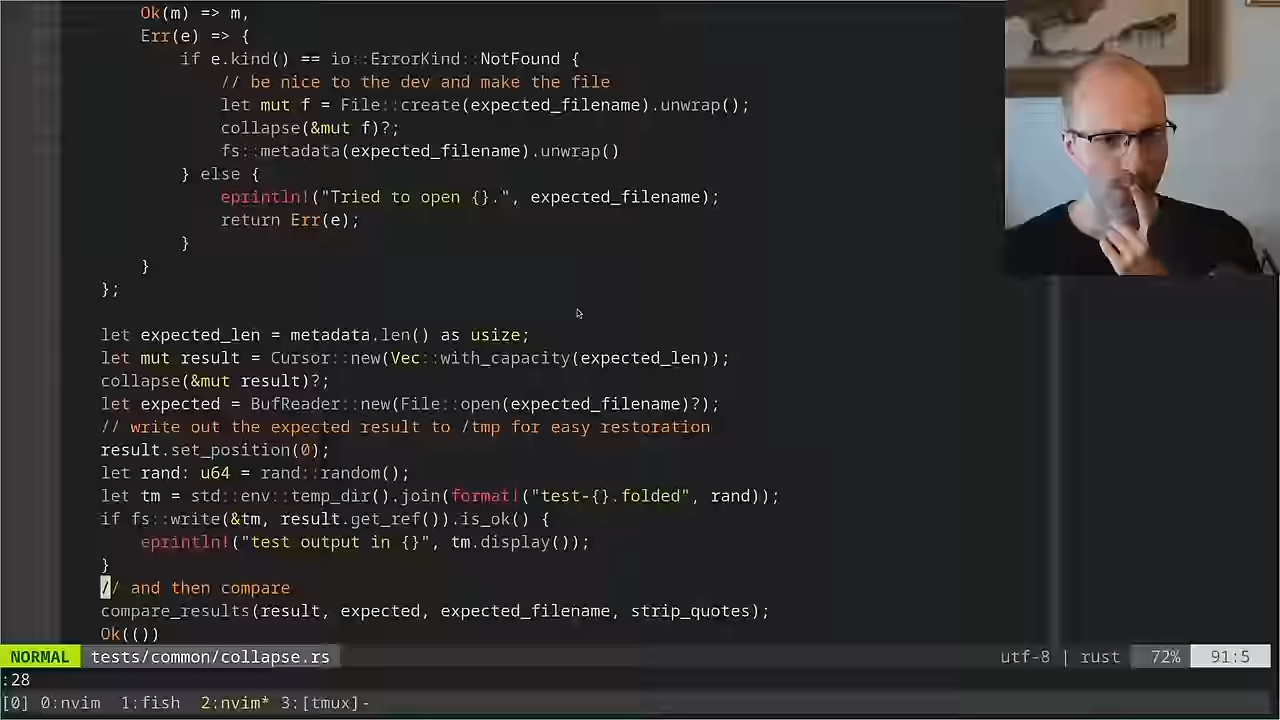 Ok(m) => m,
Err(e) => {
if e.kind() == io::ErrorKind::NotFound {
// be nice to the dev and make the file
let mut f = File::create(expected_filename).unwrap();
collapse(&mut f)?;
fs::metadata(expected_filename).unwrap()
} else {
eprintln!("Tried to open {}.", expected_filename);
return Err(e);
}
}
};
let expected_len = metadata.len() as usize;
let mut result = Cursor::new(Vec::with_capacity(expected_len));
collapse(&mut result)?;
let expected = BufReader::new(File::open(expected_filename)?);
// write out the expected result to /tmp for easy restoration
result.set_position(0);
let rand: u64 = rand::random();
let tm = std::env::temp_dir().join(format!("test-{}.folded", rand));
if fs::write(&tm, result.get_ref()).is_ok() {
eprintln!("test output in {}", tm.display());
}
// and then compare
compare_results(result, expected, expected_filename, strip_quotes);
Ok(())
NORMAL tests/common/collapse.rs utf-8 | rust 72% 91:5
:28
[0] 0:nvim 1:fish 2:nvim* 3:[tmux]-